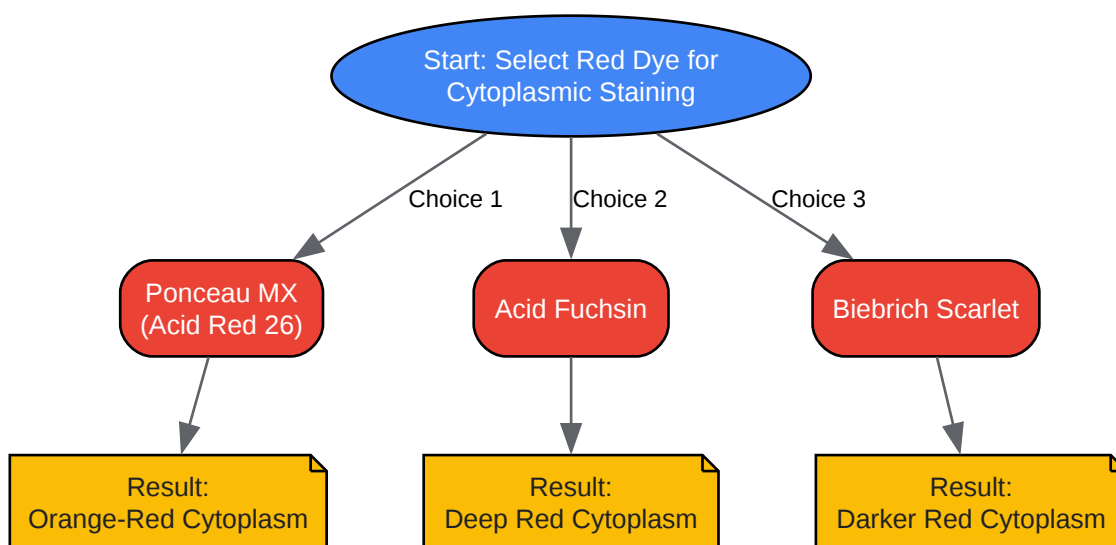 Start: Select Red Dye for
Cytoplasmic Staining
Choice 1
Choice 2
Choice 3
Ponceau MX
(Acid Red 26)
Acid Fuchsin
Biebrich Scarlet
Result:
Orange-Red Cytoplasm
Result:
Deep Red Cytoplasm
Result:
Darker Red Cytoplasm